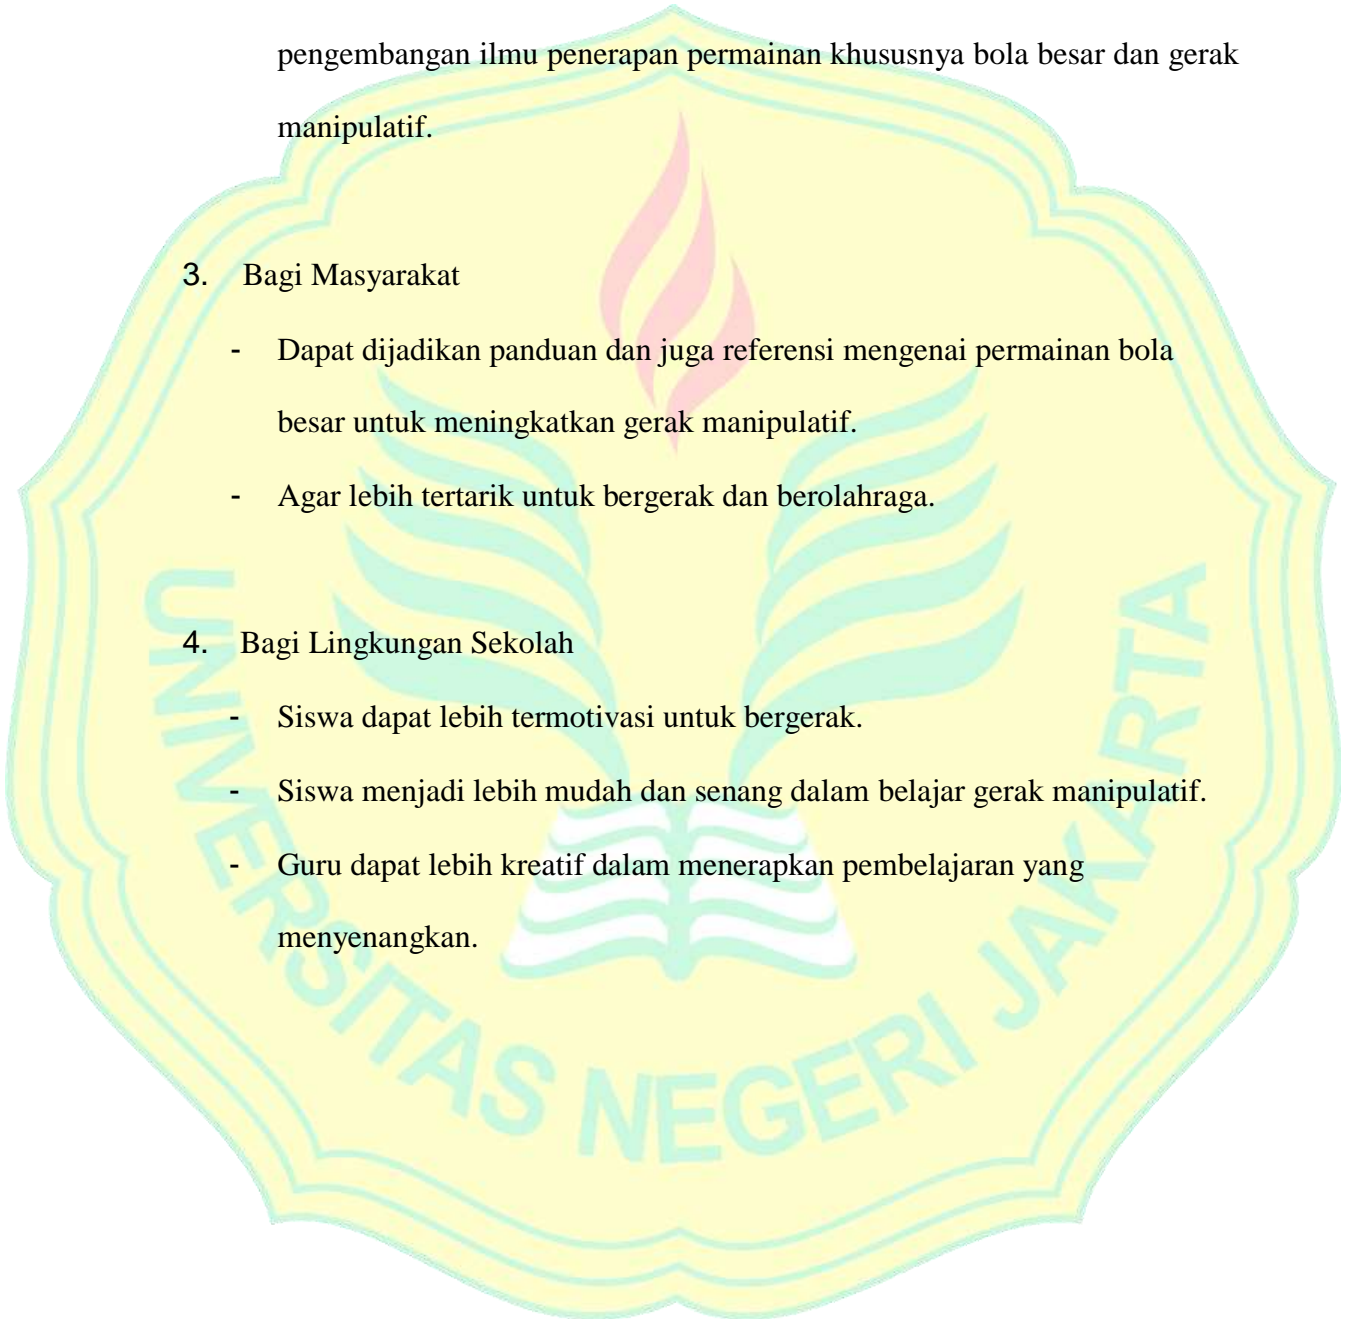 pengembangan ilmu penerapan permainan khususnya bola besar dan gerak
manipulatif.
3. Bagi Masyarakat
- Dapat dijadikan panduan dan juga referensi mengenai permainan bola
besar untuk meningkatkan gerak manipulatif.
- Agar lebih tertarik untuk bergerak dan berolahraga.
4. Bagi Lingkungan Sekolah
- Siswa dapat lebih termotivasi untuk bergerak.
- Siswa menjadi lebih mudah dan senang dalam belajar gerak manipulatif.
- Guru dapat lebih kreatif dalam menerapkan pembelajaran yang
menyenangkan.
UNIVERSITAS NEGERI JAKARTA